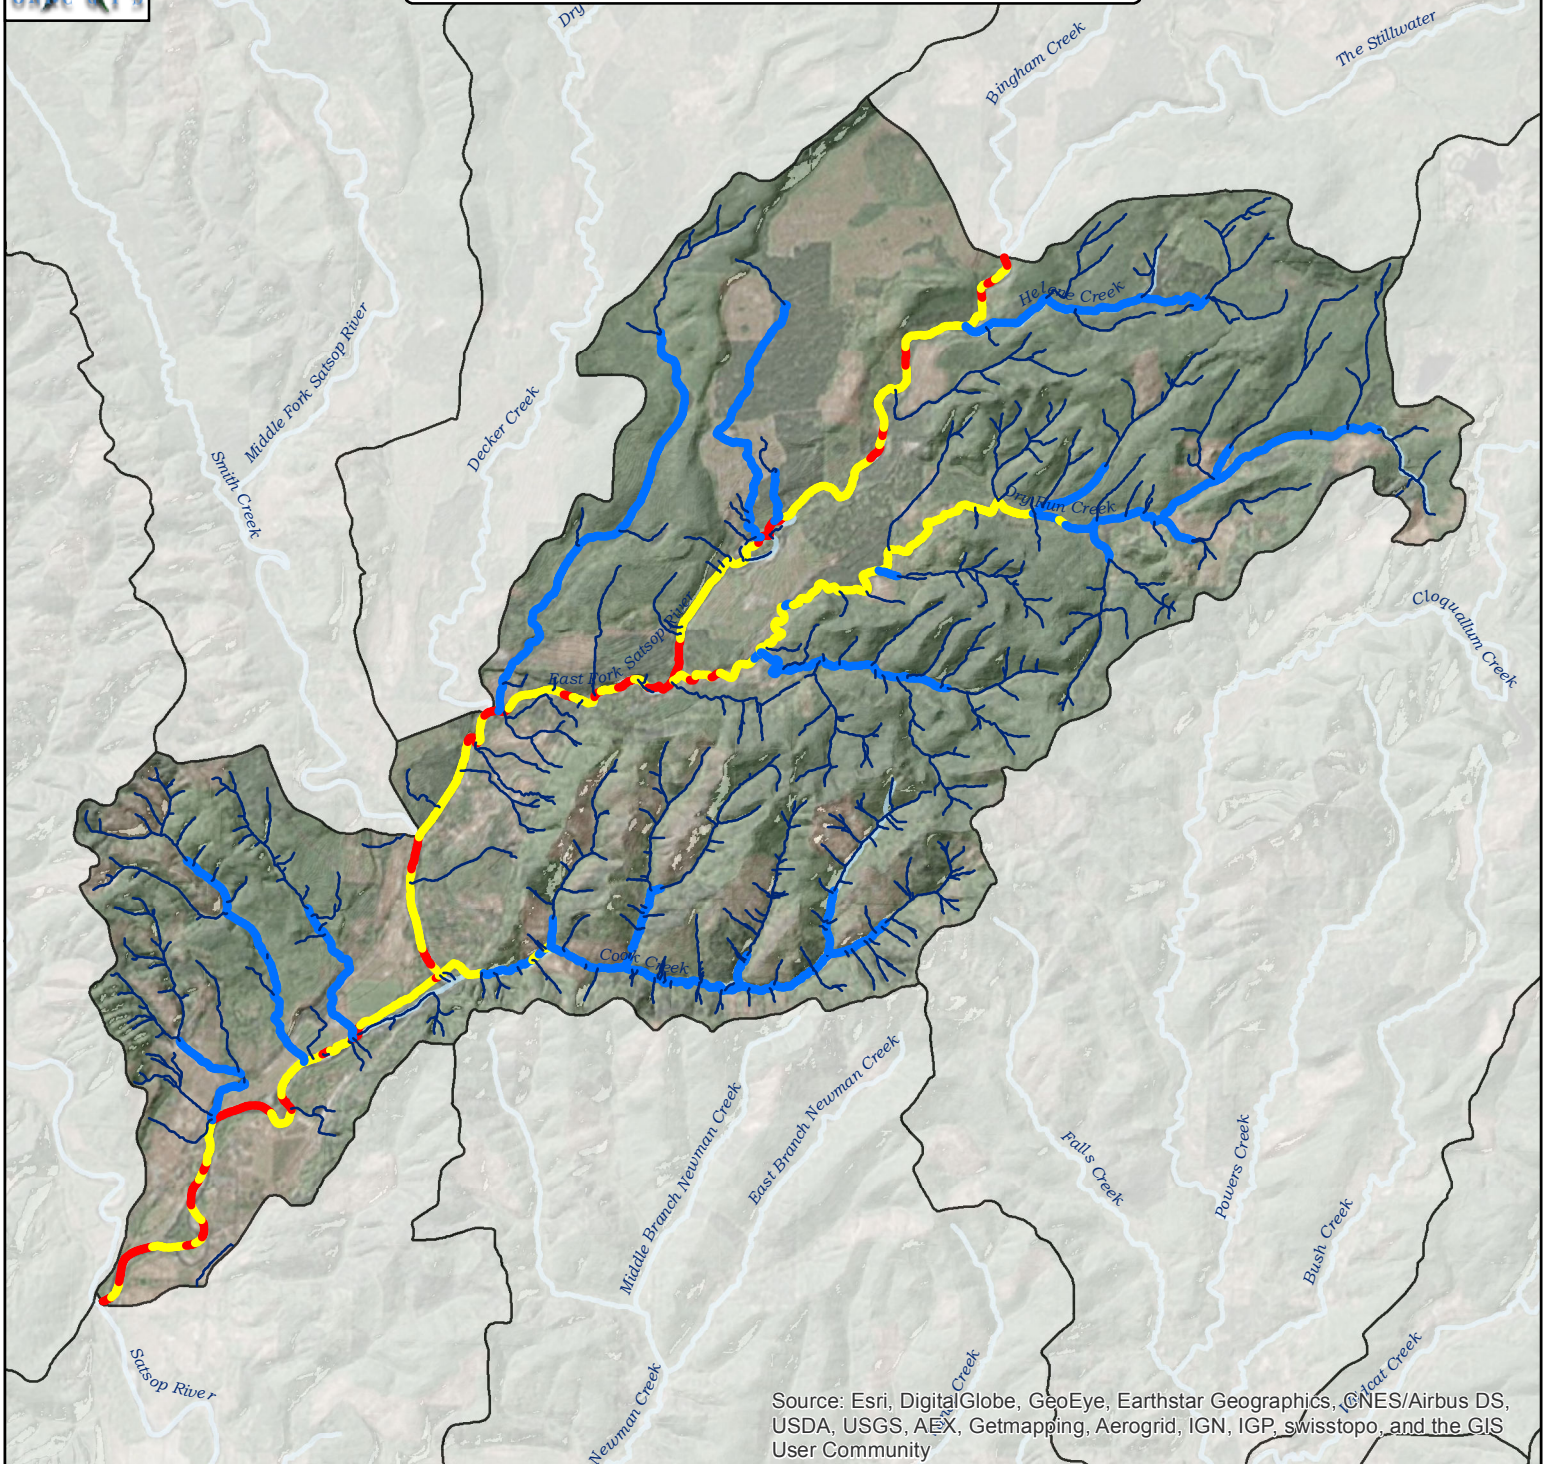 Dry
Bingham Creek
The Stillwater
Helene Creek
Middle Fork Satsop River
Decker Creek
Smith Creek
Dry Run Creek
Cloquallum Creek
East Fork Satsop River
Cook Creek
Middle Branch Newman Creek
East Branch Newman Creek
Falls Creek
Powers Creek
Bush Creek
Satsop River
Newman Creek
Creek
Wildcat Creek
Source: Esri, DigitalGlobe, GeoEye, Earthstar Geographics, CNES/Airbus DS,
USDA, USGS, AEX, Getmapping, Aerogrid, IGN, IGP, swisstopo, and the GIS
User Community